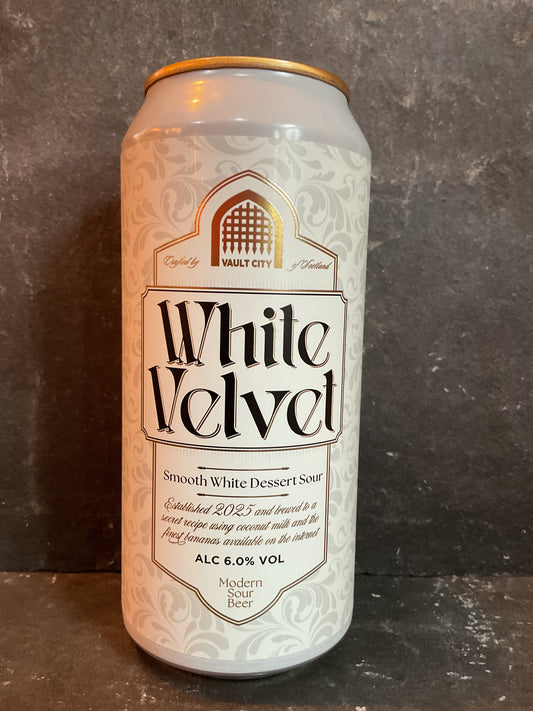 VAULT CITY
Crafted by of Scotland
White
Velvet
Smooth White Dessert Sour
Established 2025 and brewed to a
secret recipe using coconut milk and the
finest bananas available on the internet
ALC 6.0% VOL
Modern
Sour
Beer